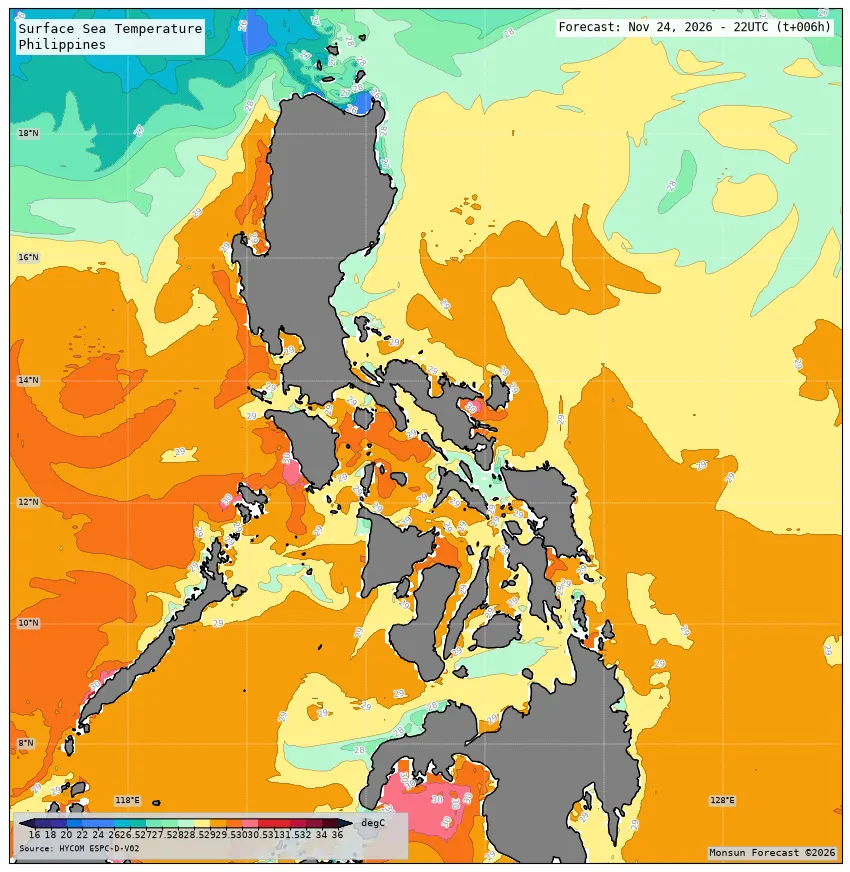 Surface Sea Temperature
Philippines
Forecast: Nov 24, 2026 - 22UTC (t+006h)
18°N
16°N
14°N
12°N
10°N
8°N
118°E
128°E
16 18 20 22 24 26 26.5 27 27.5 28 28.5 29 29.5 30 30.5 31 31.5 32 34 36 degC
Source: HYCOM ESPC-D-V02
Monsun Forecast ©2026